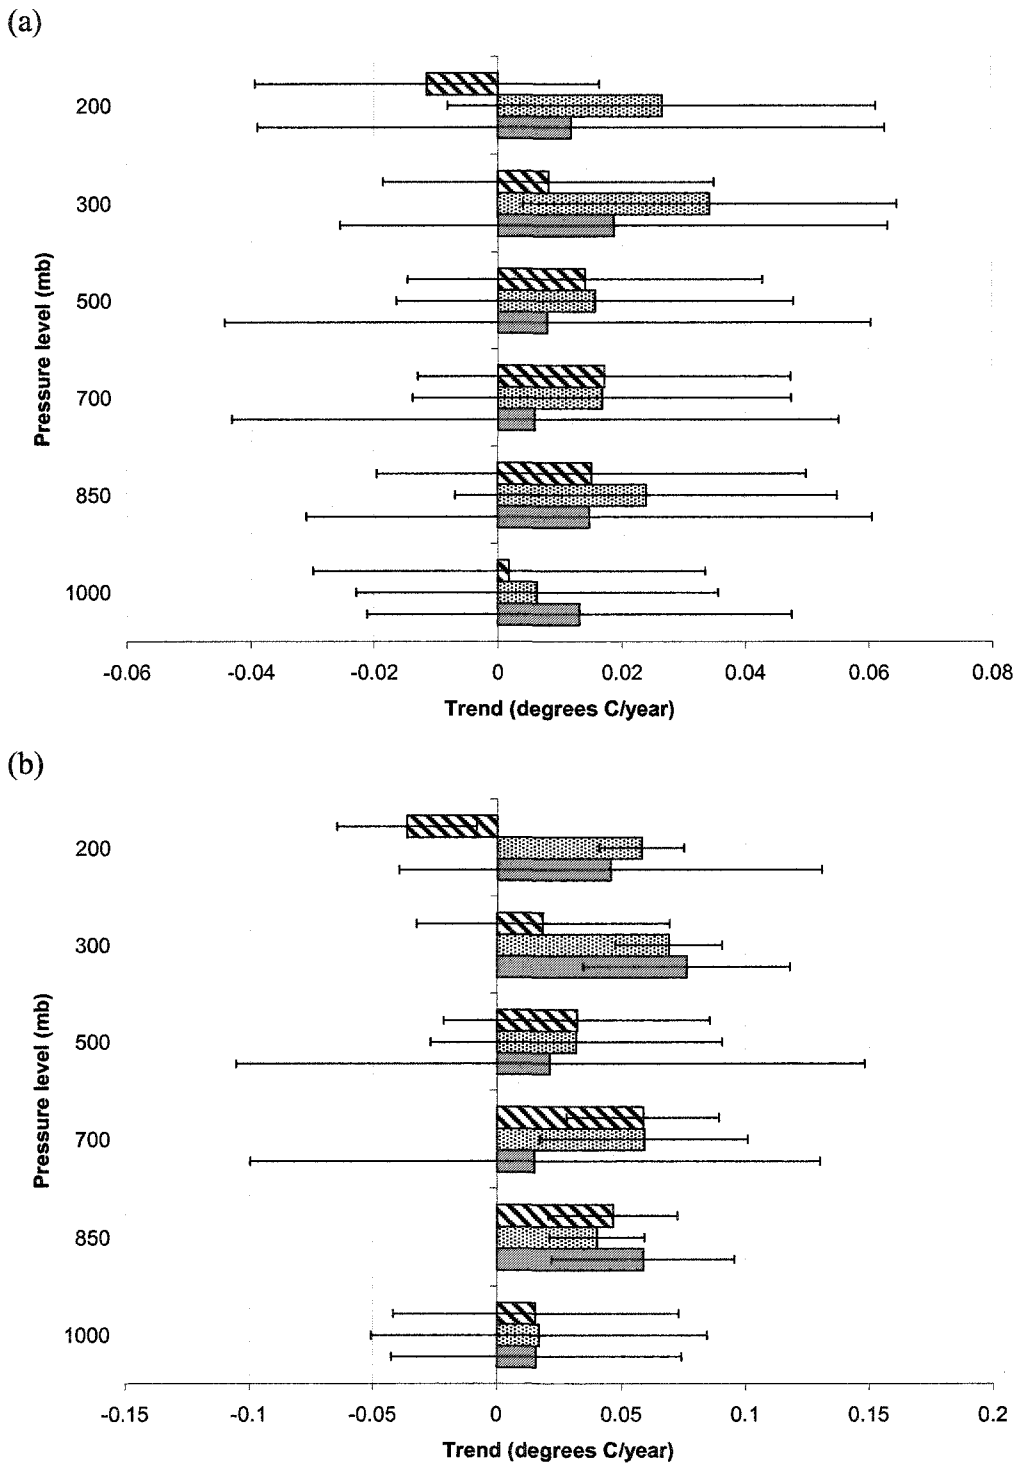 (a)
200
300
500
700
850
1000
Pressure level (mb)
-0.06 -0.04 -0.02 0 0.02 0.04 0.06 0.08
Trend (degrees C/year)
(b)
200
300
500
700
850
1000
Pressure level (mb)
-0.15 -0.1 -0.05 0 0.05 0.1 0.15 0.2
Trend (degrees C/year)